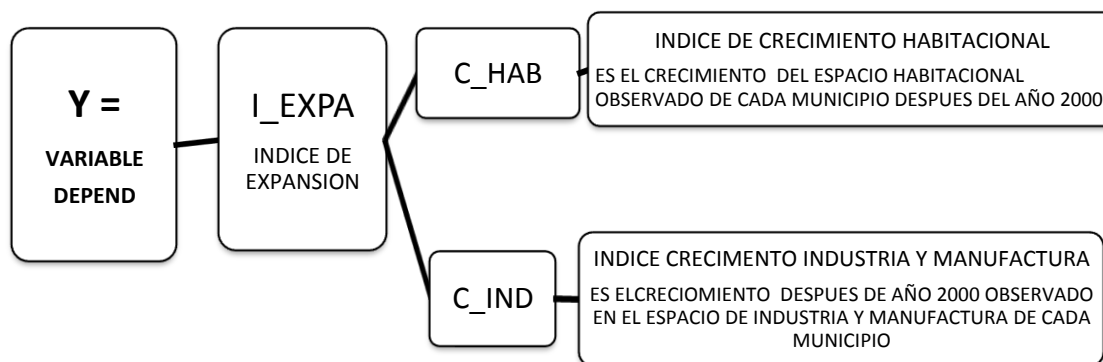 Y =
VARIABLE
DEPEND
I_EXPA
INDICE DE
EXPANSION
C_HAB
INDICE DE CRECIMIENTO HABITACIONAL
ES EL CRECIMIENTO DEL ESPACIO HABITACIONAL
OBSERVADO DE CADA MUNICIPIO DESPUES DEL AÑO 2000
C_IND
INDICE CRECIMENTO INDUSTRIA Y MANUFACTURA
ES ELCRECIOMIENTO DESPUES DE AÑO 2000 OBSERVADO
EN EL ESPACIO DE INDUSTRIA Y MANUFACTURA DE CADA
MUNICIPIO